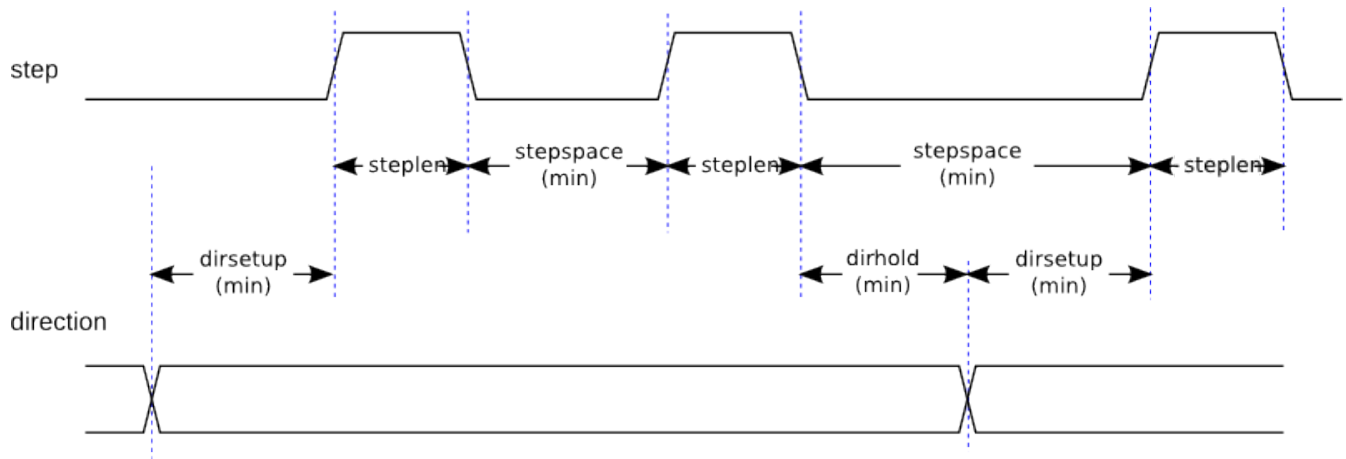 step
steplen
stepspace
(min)
steplen
stepspace
(min)
steplen
dirsetup
(min)
dirhold
(min)
dirsetup
(min)
direction